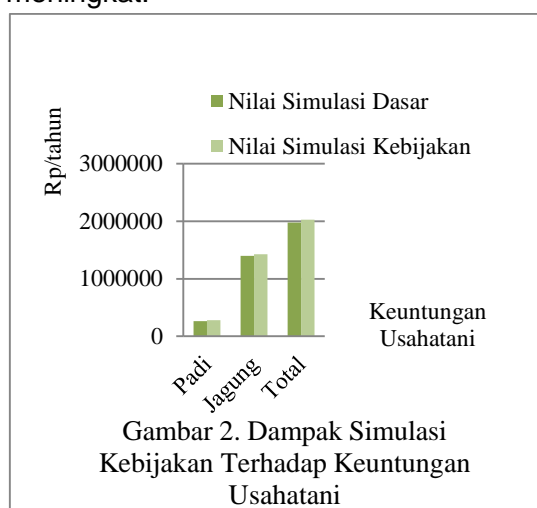 meningkat.
Nilai Simulasi Dasar
Nilai Simulasi Kebijakan
Rp/tahun
3000000
2000000
1000000
0
Padi
Jagung
Total
Keuntungan
Usahatani
Gambar 2. Dampak Simulasi
Kebijakan Terhadap Keuntungan
Usahatani